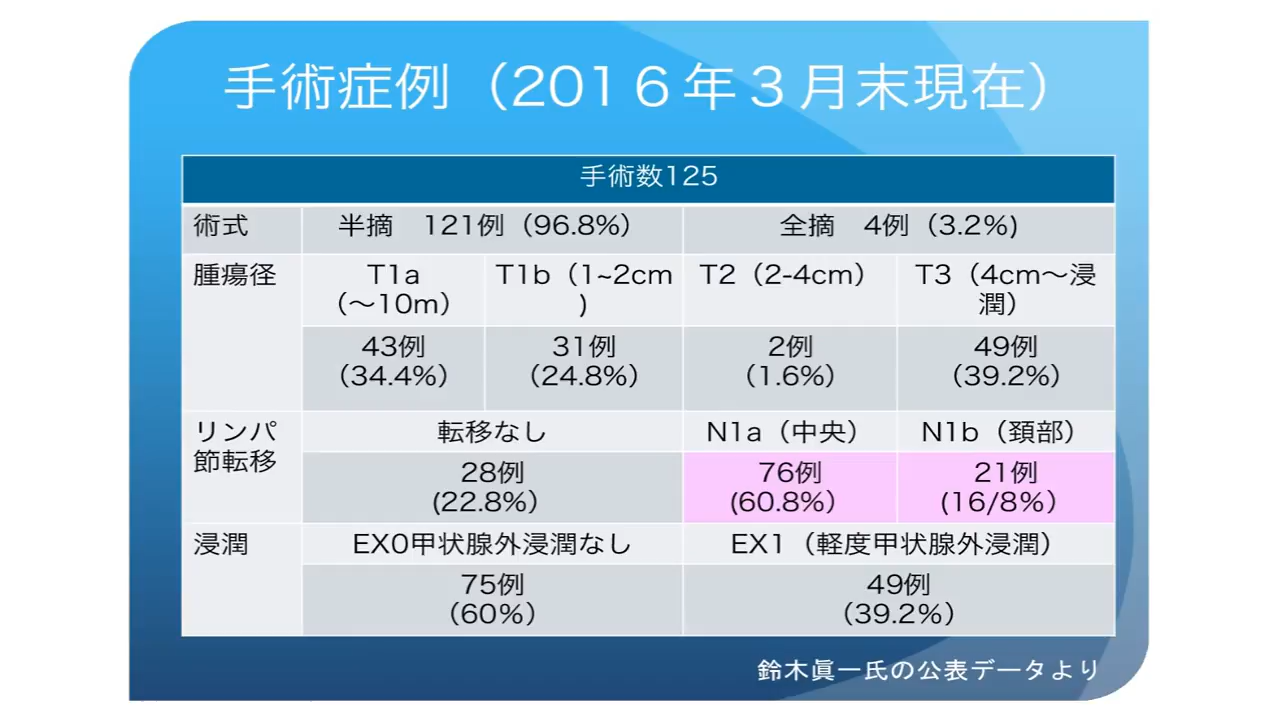 手術症例（2016年３月末現在）
手術数125
術式
半摘　121例（96.8%）
全摘　4例（3.2%)
腫瘍径
T1a
（～10m）
T1b（1~2cm
)
T2（2-4cm）
T3（4cm～浸
潤）
43例
（34.4%）
31例
（24.8%）
2例
（1.6%）
49例
（39.2%）
リンパ
節転移
転移なし
N1a（中央）
N1b（頚部）
28例
(22.8%）
76例
(60.8%）
21例
(16/8%）
浸潤
EX0甲状腺外浸潤なし
EX1（軽度甲状腺外浸潤）
75例
（60%）
49例
（39.2%）
鈴木眞一氏の公表データより